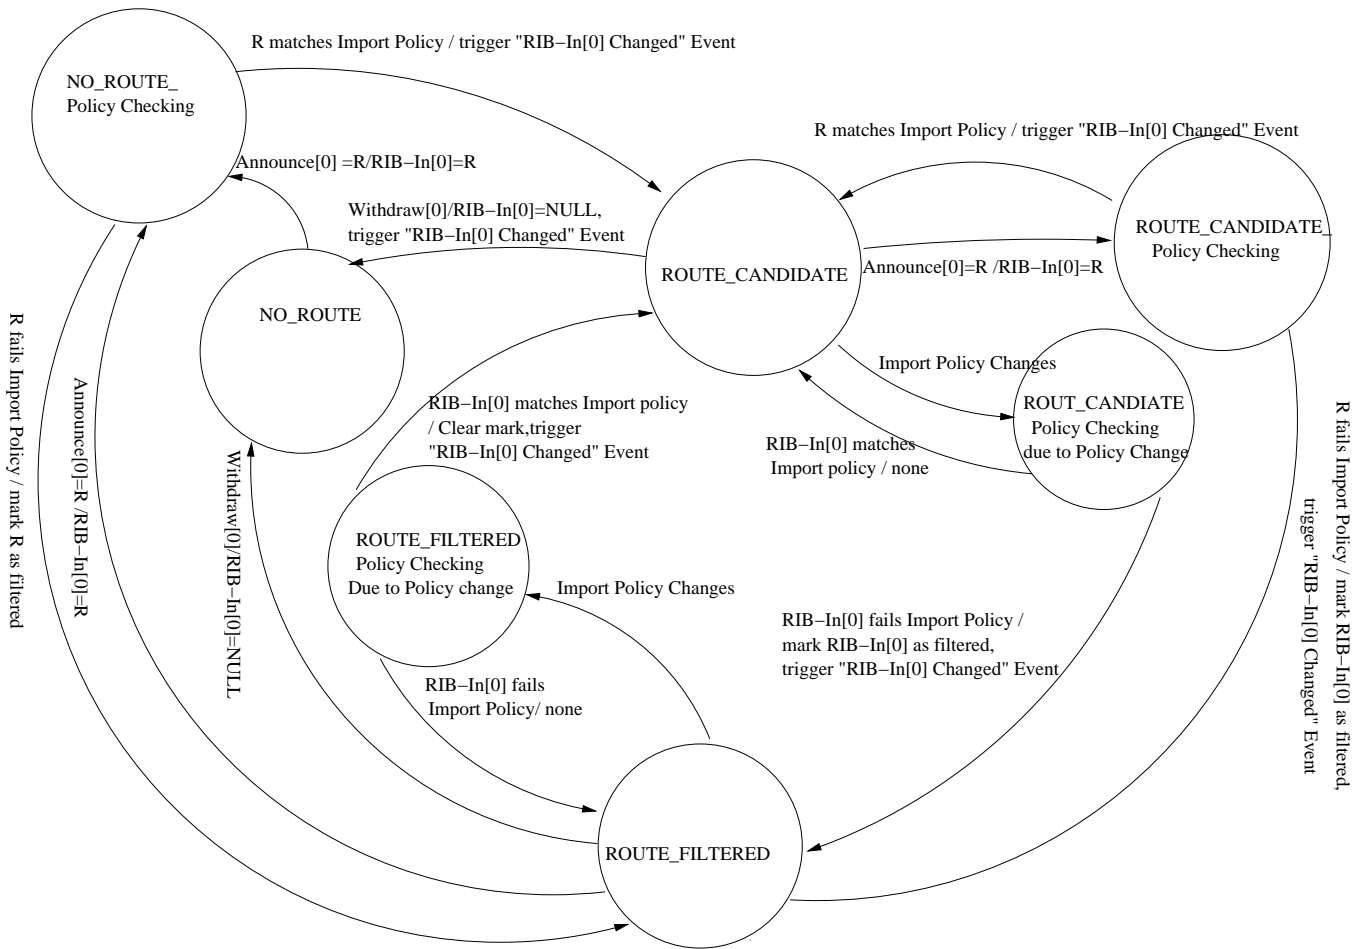 R matches Import Policy / trigger "RIB−In[0] Changed" Event
NO_ROUTE_
Policy Checking
R matches Import Policy / trigger "RIB−In[0] Changed" Event
Announce[0] =R/RIB−In[0]=R
Withdraw[0]/RIB−In[0]=NULL,
trigger "RIB−In[0] Changed" Event
ROUTE_CANDIDATE_
Policy Checking
ROUTE_CANDIDATE
Announce[0]=R /RIB−In[0]=R
NO_ROUTE
Import Policy Changes
RIB−In[0] matches Import policy
/ Clear mark,trigger
"RIB−In[0] Changed" Event
ROUT_CANDIATE
Policy Checking
due to Policy Change
RIB−In[0] matches
Import policy / none
R fails Import Policy / mark R as filtered
Announce[0]=R /RIB−In[0]=R
Withdraw[0]/RIB−In[0]=NULL
ROUTE_FILTERED
Policy Checking
Due to Policy change
Import Policy Changes
RIB−In[0] fails Import Policy /
mark RIB−In[0] as filtered,
trigger "RIB−In[0] Changed" Event
R fails Import Policy / mark RIB−In[0] as filtered,
trigger "RIB−In[0] Changed" Event
RIB−In[0] fails
Import Policy/ none
ROUTE_FILTERED